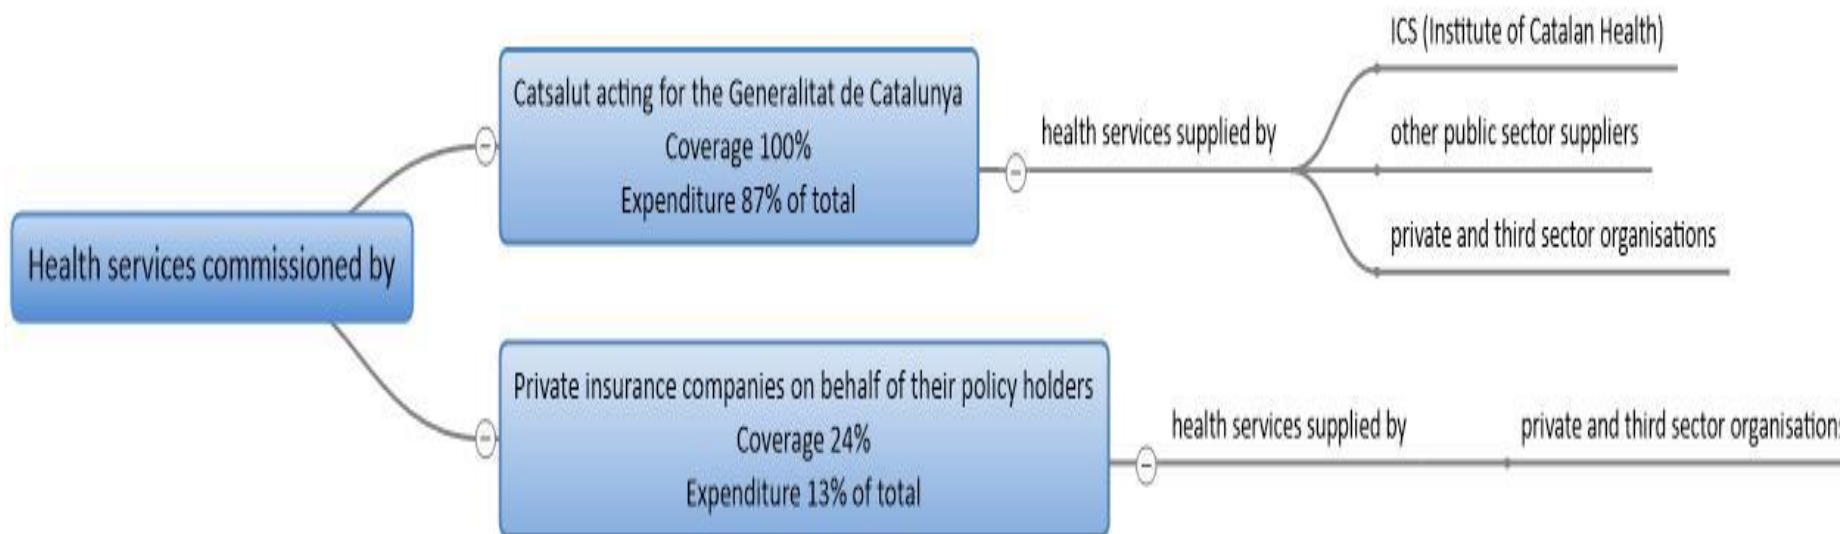 Health services commissioned by
Catsalut acting for the Generalitat de Catalunya
Coverage 100%
Expenditure 87% of total
health services supplied by
ICS (Institute of Catalan Health)
other public sector suppliers
private and third sector organisations
Private insurance companies on behalf of their policy holders
Coverage 24%
Expenditure 13% of total
health services supplied by
private and third sector organisations